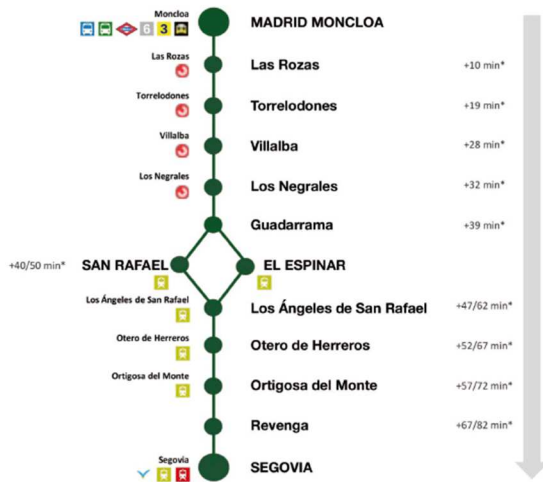 Moncloa
6 3
MADRID MONCLOA
Las Rozas
Las Rozas +10 min*
Torrelodones
Torrelodones +19 min*
Villalba
Villalba +28 min*
Los Negrales
Los Negrales +32 min*
Guadarrama +39 min*
+40/50 min* SAN RAFAEL EL ESPINAR
Los Ángeles de San Rafael
Los Ángeles de San Rafael +47/62 min*
Otero de Herreros
Otero de Herreros +52/67 min*
Ortigosa del Monte
Ortigosa del Monte +57/72 min*
Revenga +67/82 min*
Segovia
SEGOVIA